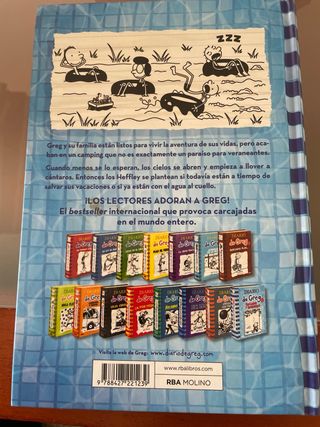 ZZZ
Greg y su familia están listos para vivir la aventura de sus vidas, pero aca-
ban en un camping que no es exactamente un paraíso para veraneantes.
Cuando menos se lo esperan, los cielos se abren y empieza a llover a
cántaros. Entonces los Heffley se plantean si todavía están a tiempo de
salvar sus vacaciones o si ya están con el agua al cuello.
¡LOS LECTORES ADORAN A GREG!
El bestseller internacional que provoca carcajadas
en el mundo entero.
Visita la web de Greg: www.diariodegreg.com
www.rbalibros.com
RBA MOLINO
9 788427 221239